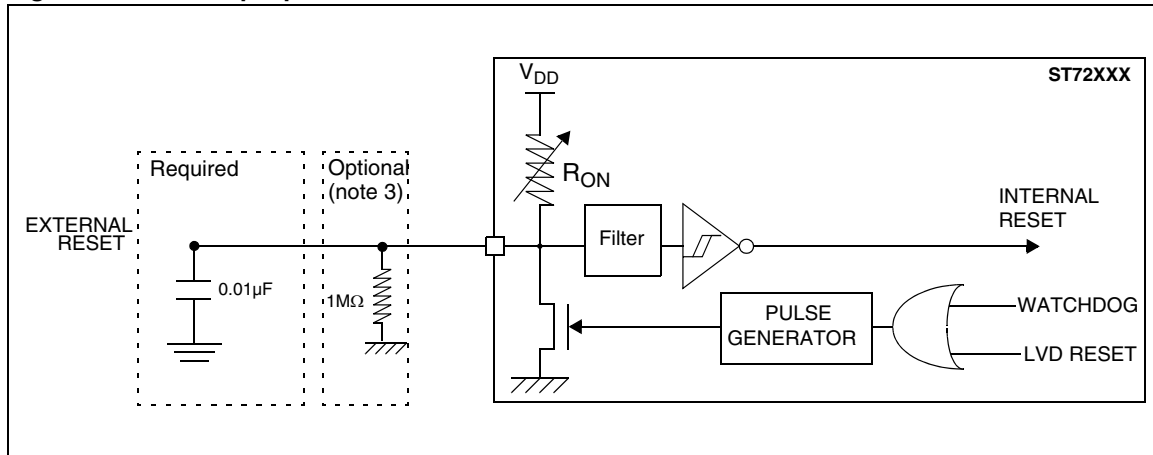 V_DD
ST72XXX
Required
Optional
(note 3)
R_ON
EXTERNAL
RESET
0.01µF
1MΩ
Filter
INTERNAL
RESET
PULSE
GENERATOR
WATCHDOG
LVD RESET